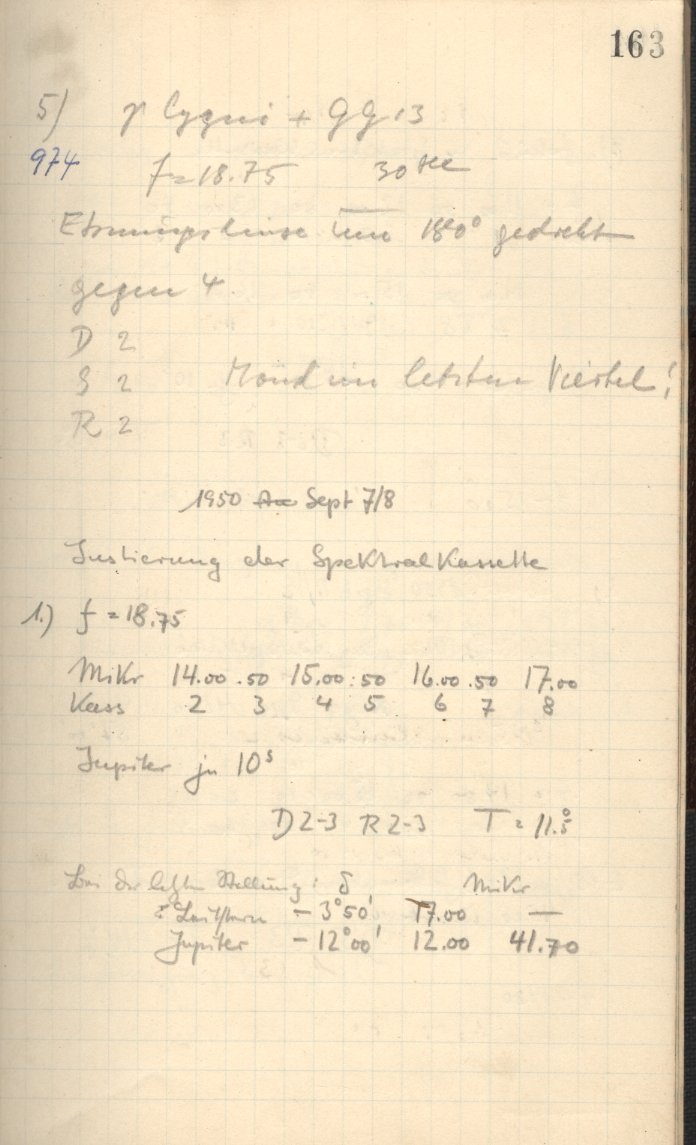 163
5) γ Cygni + GG 13
974 f = 18.75 30 sec
um 180° gedreht
gegen 4.
D 2
S 2 Mond im letzten Viertel!
R 2
1950 Sept 7/8
Justierung der Spektralkassette
1.) f = 18.75
Mikr 14.00 .50 15.00 .50 16.00 .50 17.00
Kass 2 3 4 5 6 7 8
Jupiter je 10s
D 2-3 R 2-3 T = 11.5°
Bei der letzten Stellung: δ Mikr
Leitstern - 3°50' 17.00 —
Jupiter - 12°00' 12.00 41.70